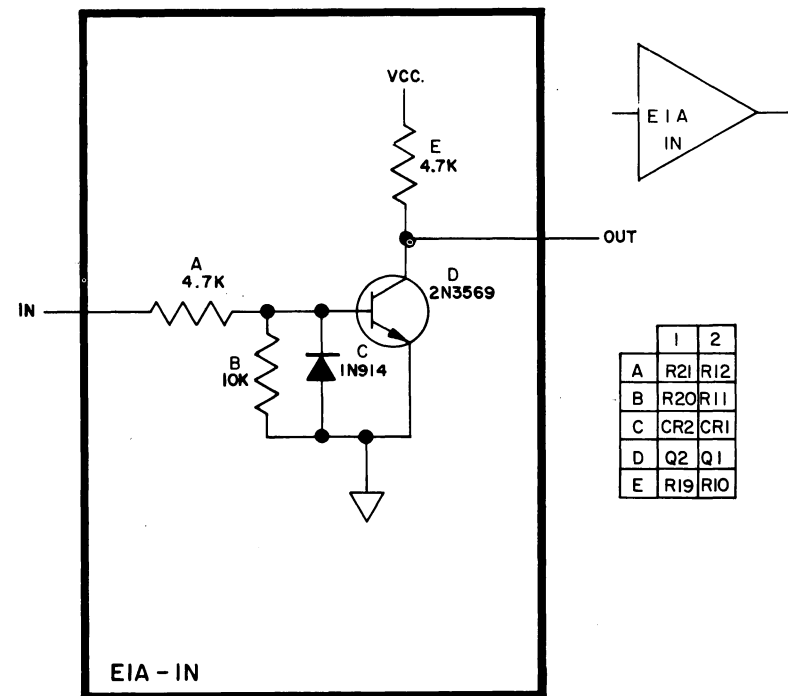 VCC.
E
4.7K
EIA
IN
OUT
A
4.7K
D
2N3569
IN
B
10K
C
1N914
1 2
A R21 R12
B R20 R11
C CR2 CR1
D Q2 Q1
E R19 R10
EIA-IN